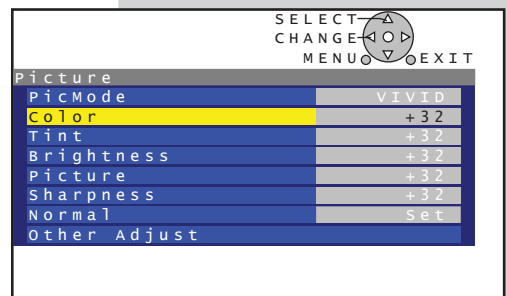 SELECT
CHANGE
MENU EXIT
Picture
PicMode VIVID
Color +32
Tint +32
Brightness +32
Picture +32
Sharpness +32
Normal Set
Other Adjust